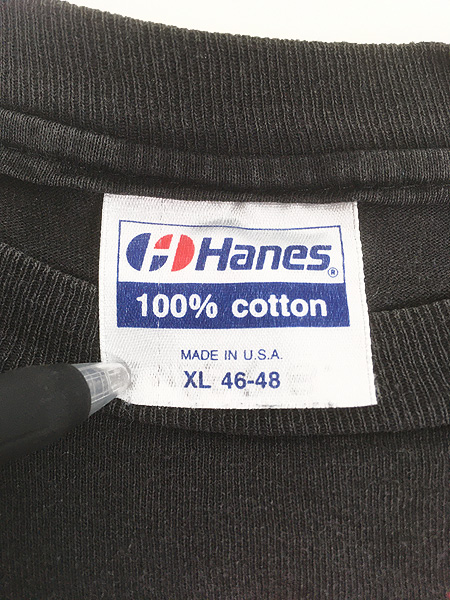 Hanes®
100% cotton
MADE IN U.S.A.
XL 46-48